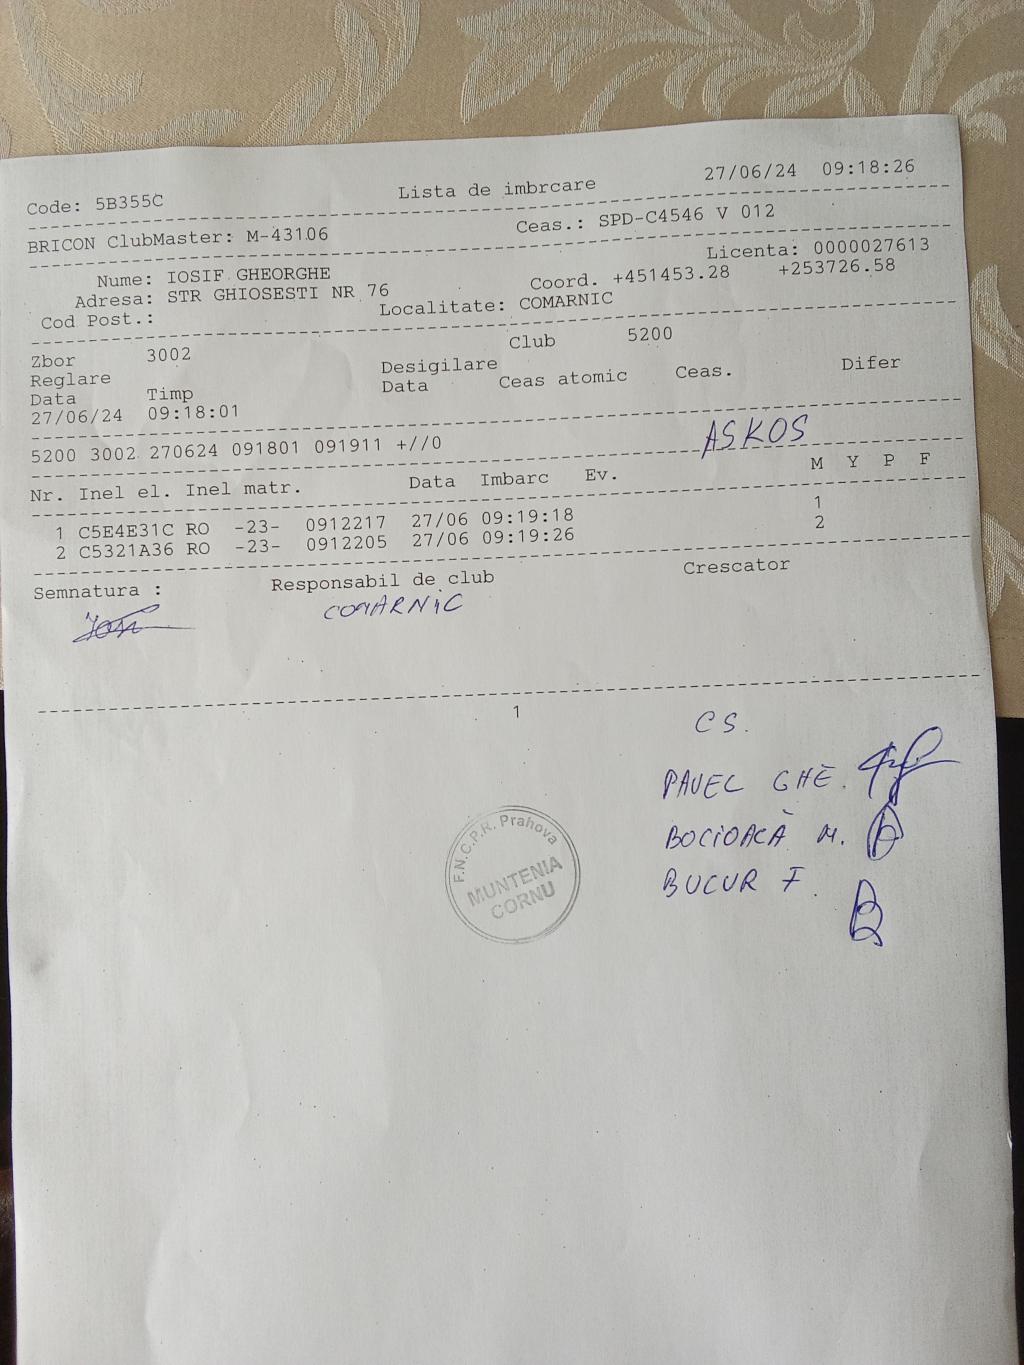 Code: 5B355C Lista de imbrcare 27/06/24 09:18:26
BRICON ClubMaster: M-43106 Ceas.: SPD-C4546 V 012
Licenta: 0000027613
Nume: IOSIF GHEORGHE Coord. +451453.28 +253726.58
Adresa: STR GHIOSESTI NR 76
Cod Post.: Localitate: COMARNIC
Zbor 3002 Club 5200
Reglare Desigilare
Data Timp Data Ceas atomic Ceas. Difer
27/06/24 09:18:01
5200 3002 270624 091801 091911 +//0 ASKOS
Nr. Inel el. Inel matr. Data Imbarc Ev. M Y P F
1 C5E4E31C RO -23- 0912217 27/06 09:19:18 1
2 C5321A36 RO -23- 0912205 27/06 09:19:26 2
Semnatura : Responsabil de club Crescator
COMARNIC
1
CS.
PAVEL GHE.
BOCIOACĂ M.
BUCUR I.
F.N.C.P.R. Prahova
MUNTENIA
CORNU